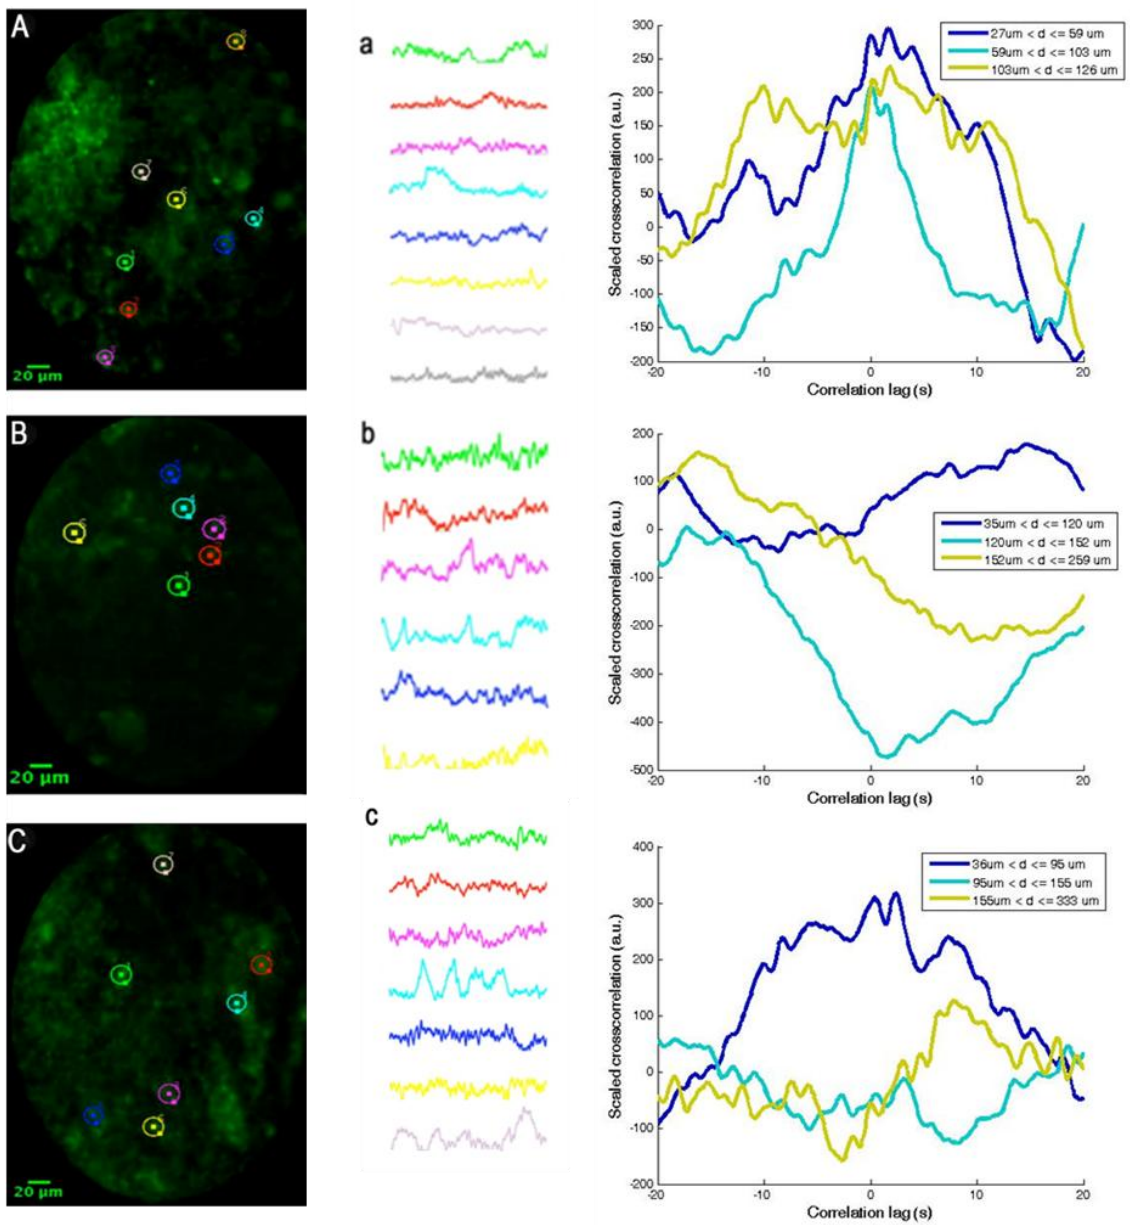 A
20 µm
a
300
250
200
150
100
50
0
-50
-100
-150
-200
-20
-10
0
10
20
Scaled crosscorrelation (a.u.)
Correlation lag (s)
27um < d <= 59 um
59um < d <= 103 um
103um < d <= 126 um
B
20 µm
b
200
100
0
-100
-200
-300
-400
-500
-20
-10
0
10
20
Scaled crosscorrelation (a.u.)
Correlation lag (s)
35um < d <= 120 um
120um < d <= 152 um
152um < d <= 259 um
C
20 µm
c
400
300
200
100
0
-100
-200
-20
-10
0
10
20
Scaled crosscorrelation (a.u.)
Correlation lag (s)
36um < d <= 95 um
95um < d <= 155 um
155um < d <= 333 um